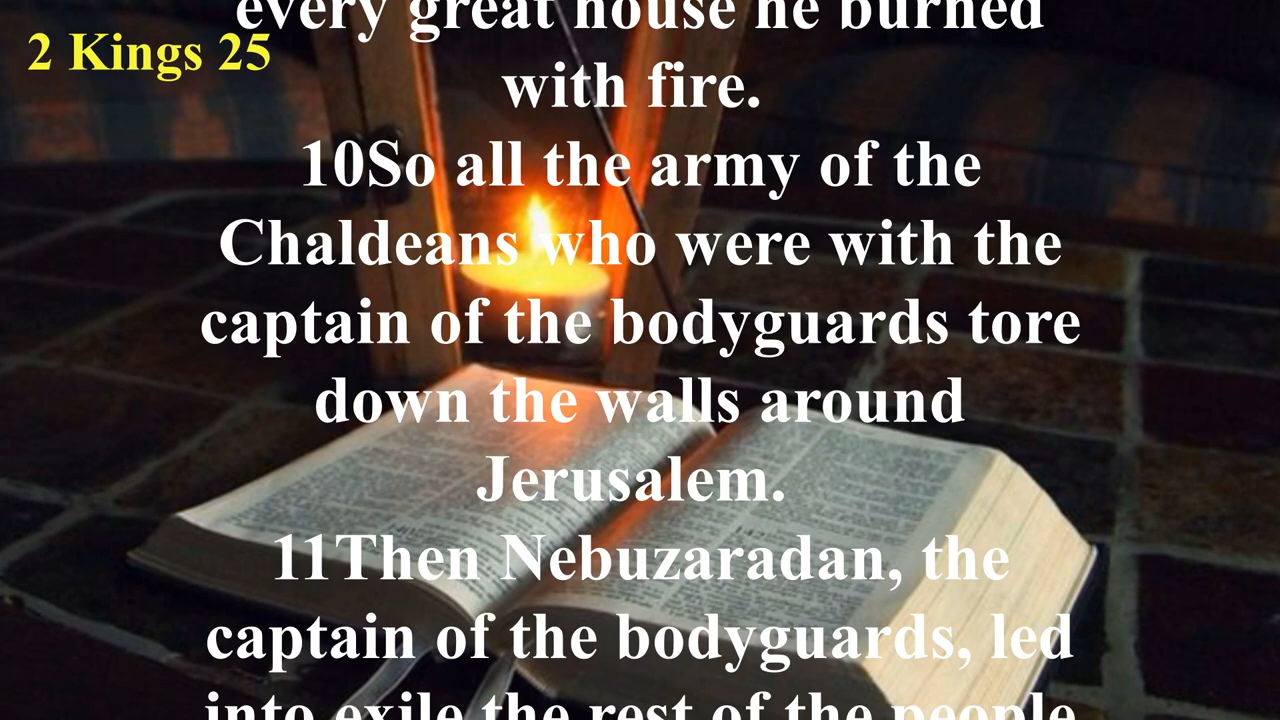 every great house he burned
2 Kings 25
with fire.
10So all the army of the
Chaldeans who were with the
captain of the bodyguards tore
down the walls around
Jerusalem.
11Then Nebuzaradan, the
captain of the bodyguards, led
into exile the rest of the people